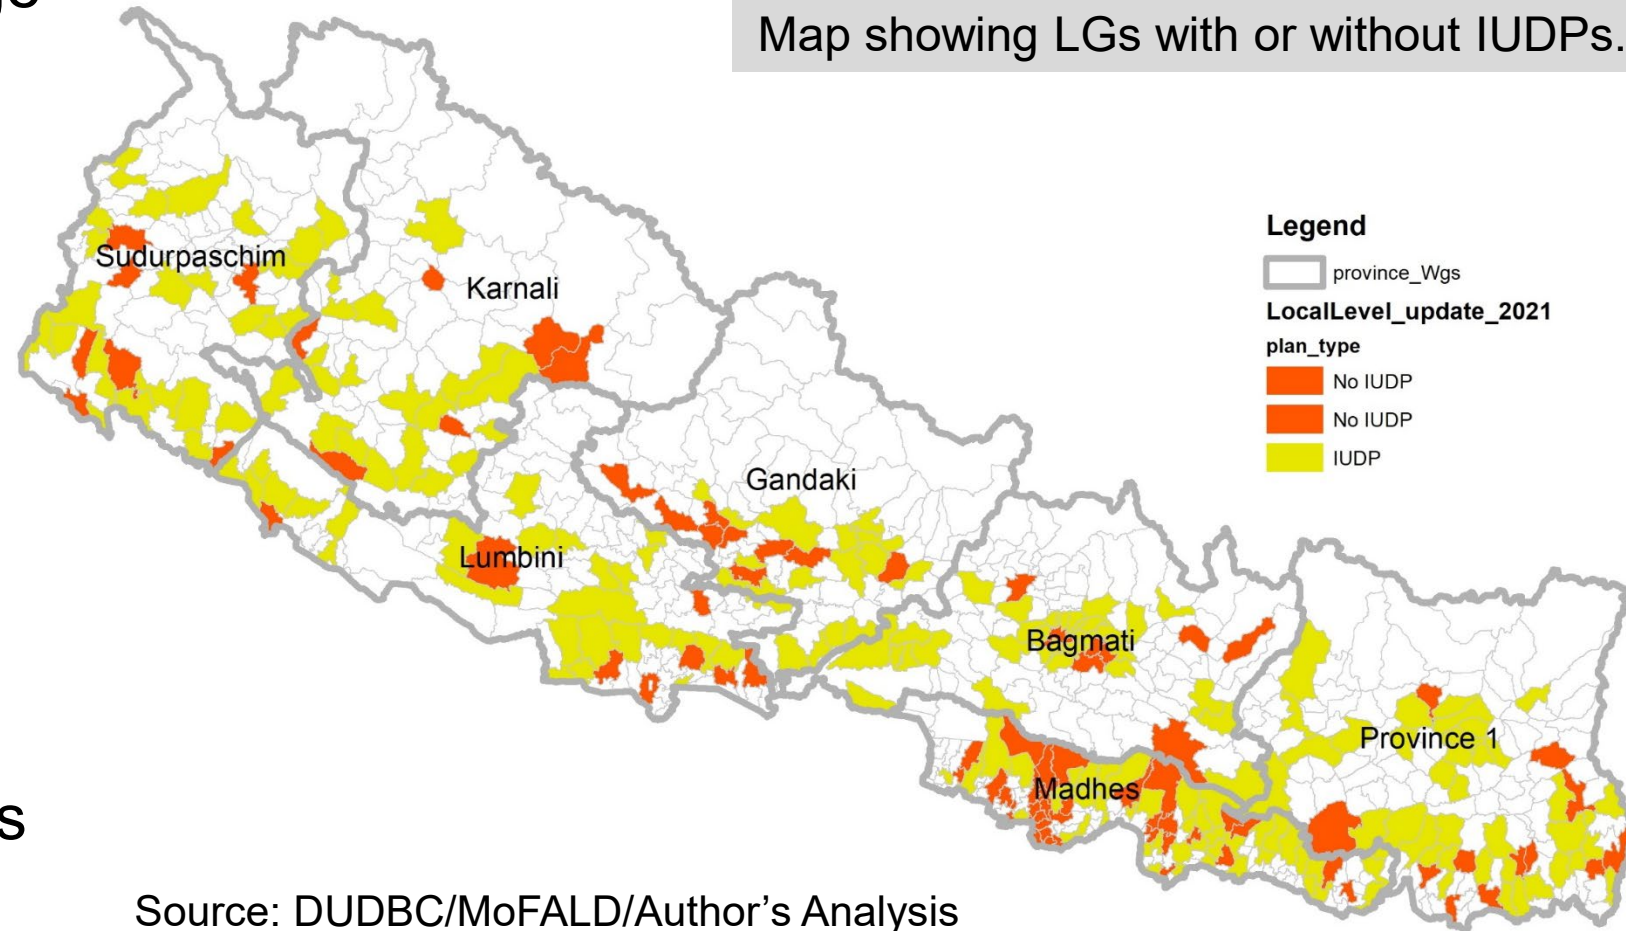 ge
Map showing LGs with or without IUDPs.
Legend
province_Wgs
LocalLevel_update_2021
plan_type
No IUDP
No IUDP
IUDP
Sudurpaschim
Karnali
Gandaki
Lumbini
Bagmati
Province 1
Madhes
s
Source: DUDBC/MoFALD/Author’s Analysis